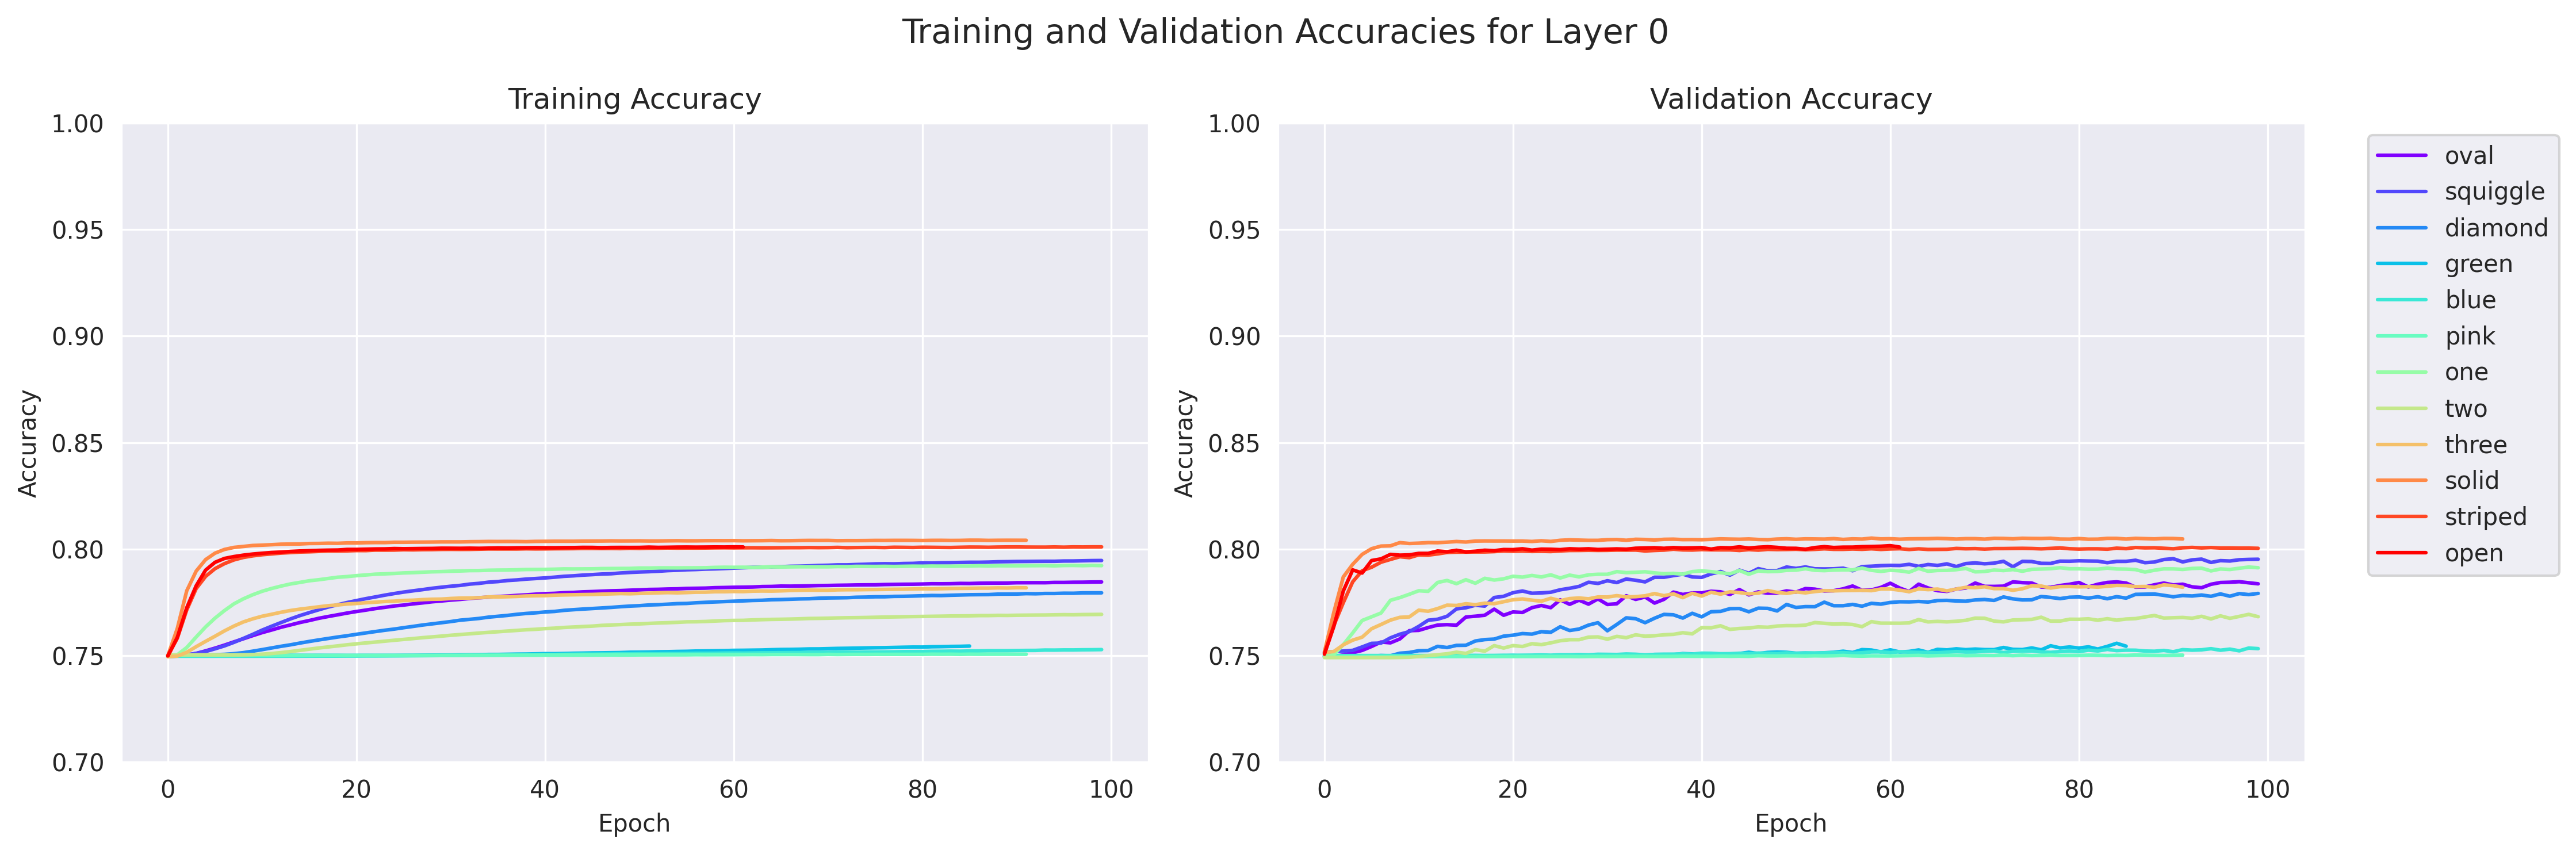 Training and Validation Accuracies for Layer 0
Training Accuracy
1.00
0.95
0.90
0.85
0.80
0.75
0.70
Accuracy
0 20 40 60 80 100
Epoch
Validation Accuracy
1.00
0.95
0.90
0.85
0.80
0.75
0.70
Accuracy
0 20 40 60 80 100
Epoch
oval
squiggle
diamond
green
blue
pink
one
two
three
solid
striped
open